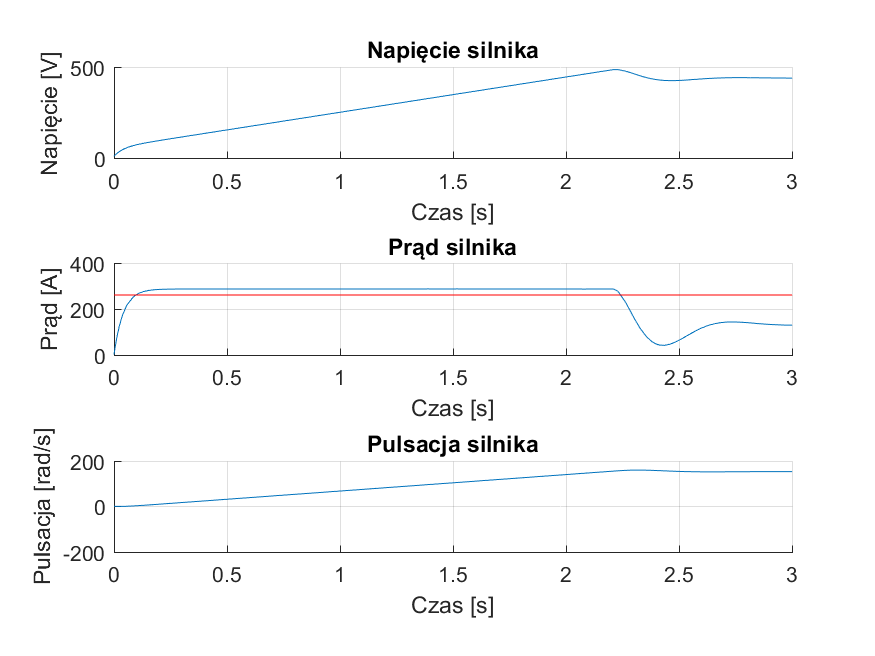 Napięcie silnika
Napięcie [V]
500
0
0 0.5 1 1.5 2 2.5 3
Czas [s]
Prąd silnika
Prąd [A]
400
200
0
0 0.5 1 1.5 2 2.5 3
Czas [s]
Pulsacja silnika
Pulsacja [rad/s]
200
0
-200
0 0.5 1 1.5 2 2.5 3
Czas [s]